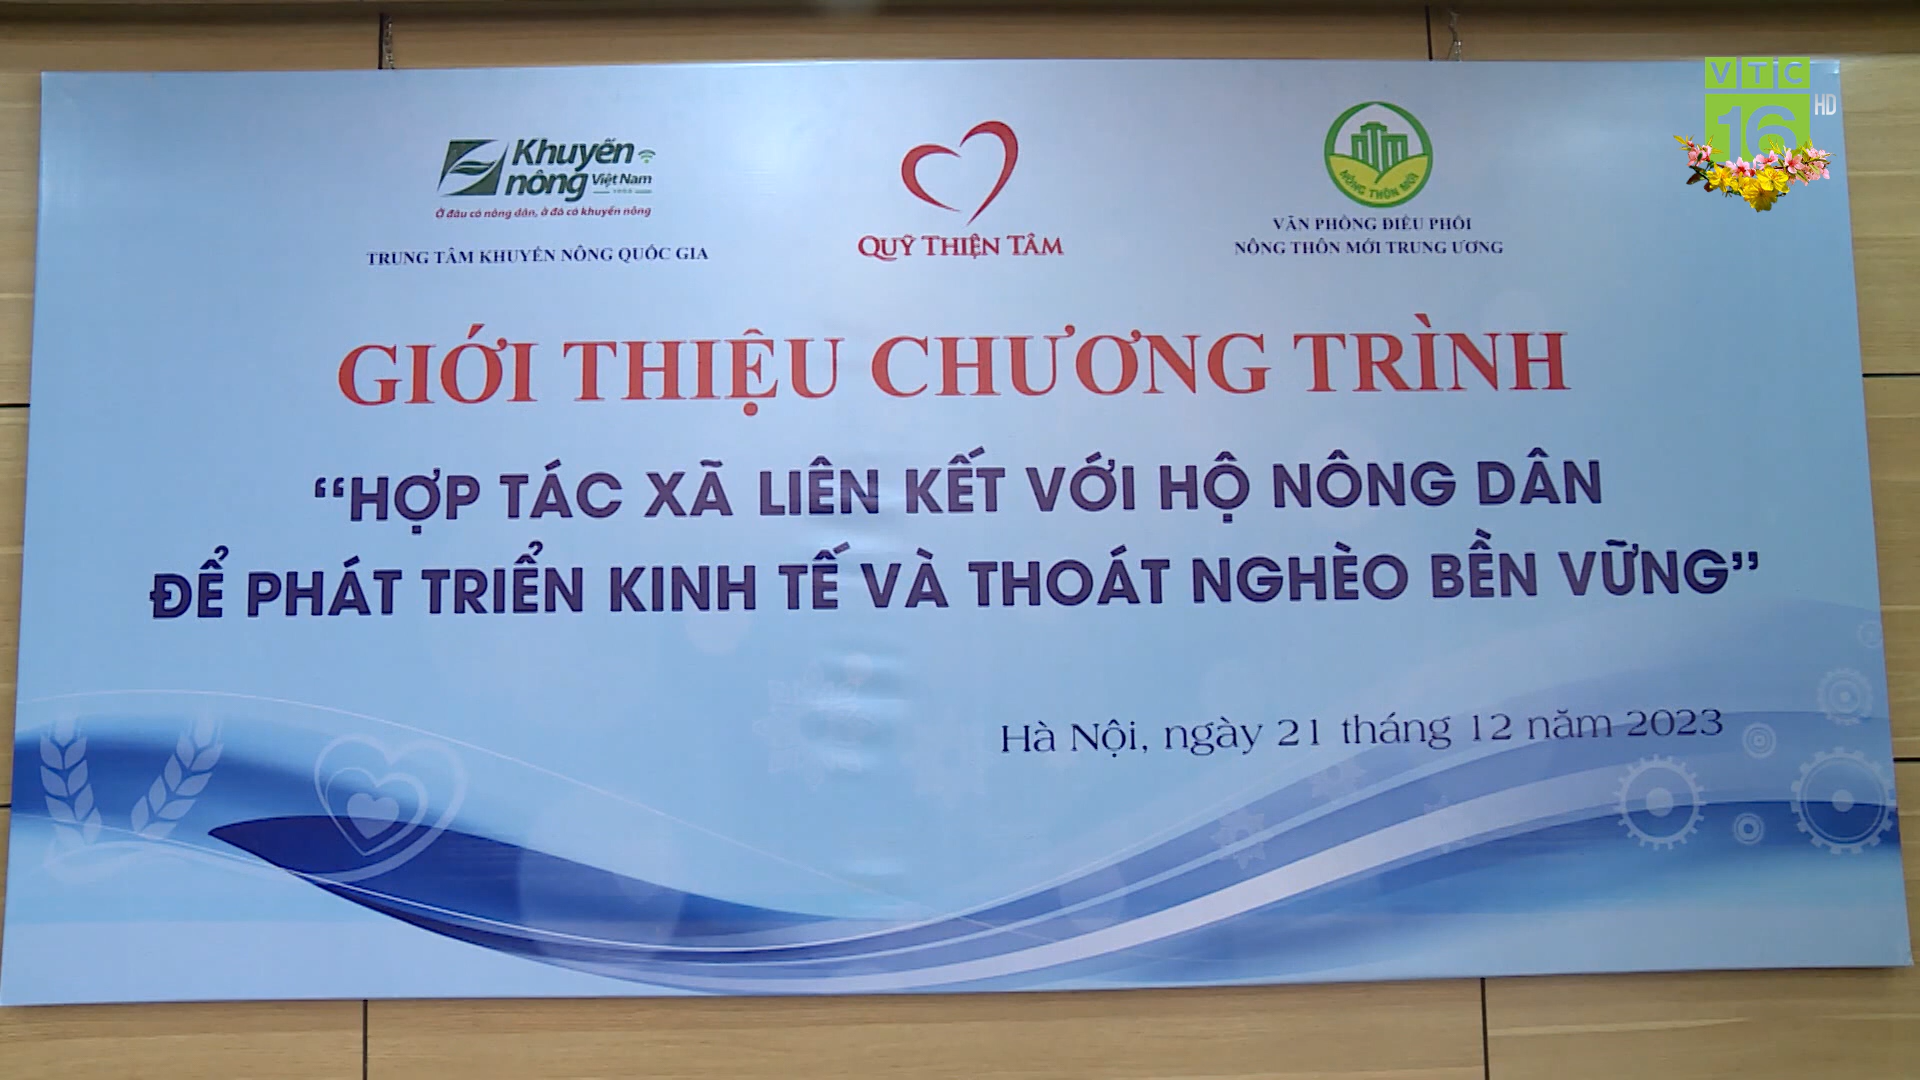 VTC
16 HD
Khuyến
nông Việt Nam
Ở đâu có nông dân, ở đó có khuyến nông
TRUNG TÂM KHUYẾN NÔNG QUỐC GIA
QUỸ THIỆN TÂM
NTM
NÔNG THÔN MỚI
VĂN PHÒNG ĐIỀU PHỐI
NÔNG THÔN MỚI TRUNG ƯƠNG
GIỚI THIỆU CHƯƠNG TRÌNH
“HỢP TÁC XÃ LIÊN KẾT VỚI HỘ NÔNG DÂN
ĐỂ PHÁT TRIỂN KINH TẾ VÀ THOÁT NGHÈO BỀN VỮNG”
Hà Nội, ngày 21 tháng 12 năm 2023